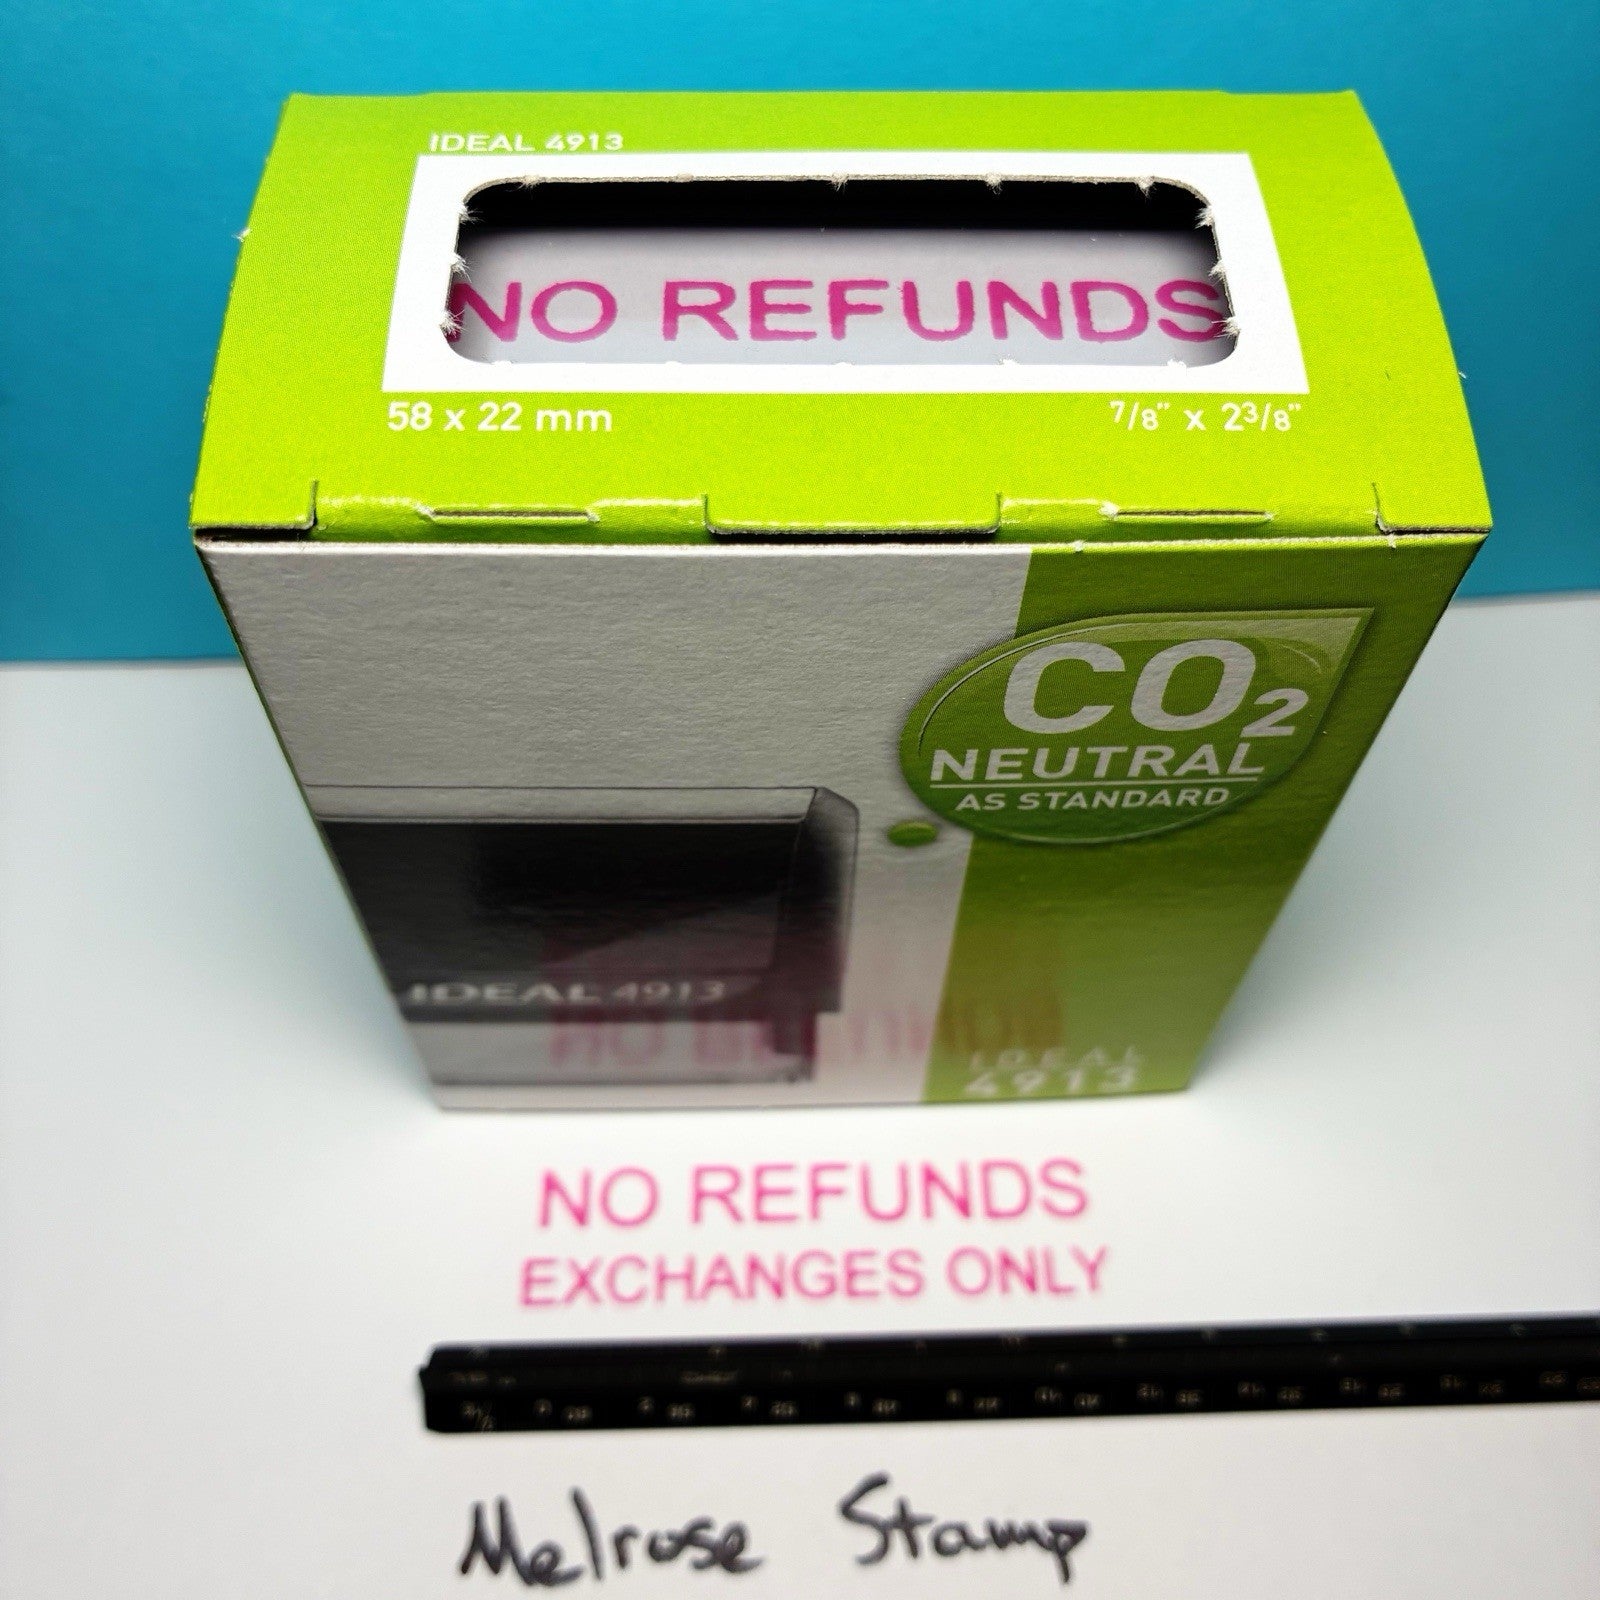 IDEAL 4913
NO REFUNDS
58 x 22 mm
7/8" x 2 3/8"
CO2
NEUTRAL
AS STANDARD
IDEAL 4913
IDEAL
4913
NO REFUNDS
EXCHANGES ONLY
Melrose Stamp